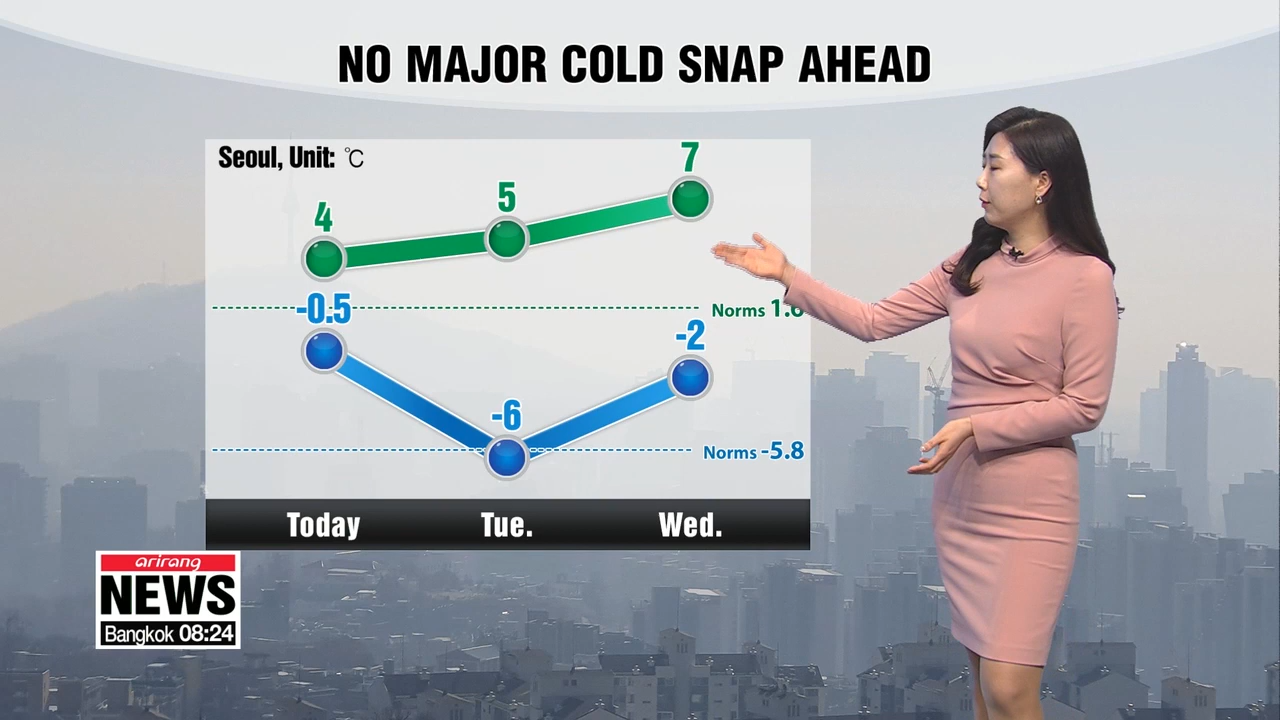 NO MAJOR COLD SNAP AHEAD
Seoul, Unit: ℃
4
5
7
-0.5
Norms 1.6
-2
-6
Norms -5.8
Today Tue. Wed.
arirang
NEWS
Bangkok 08:24